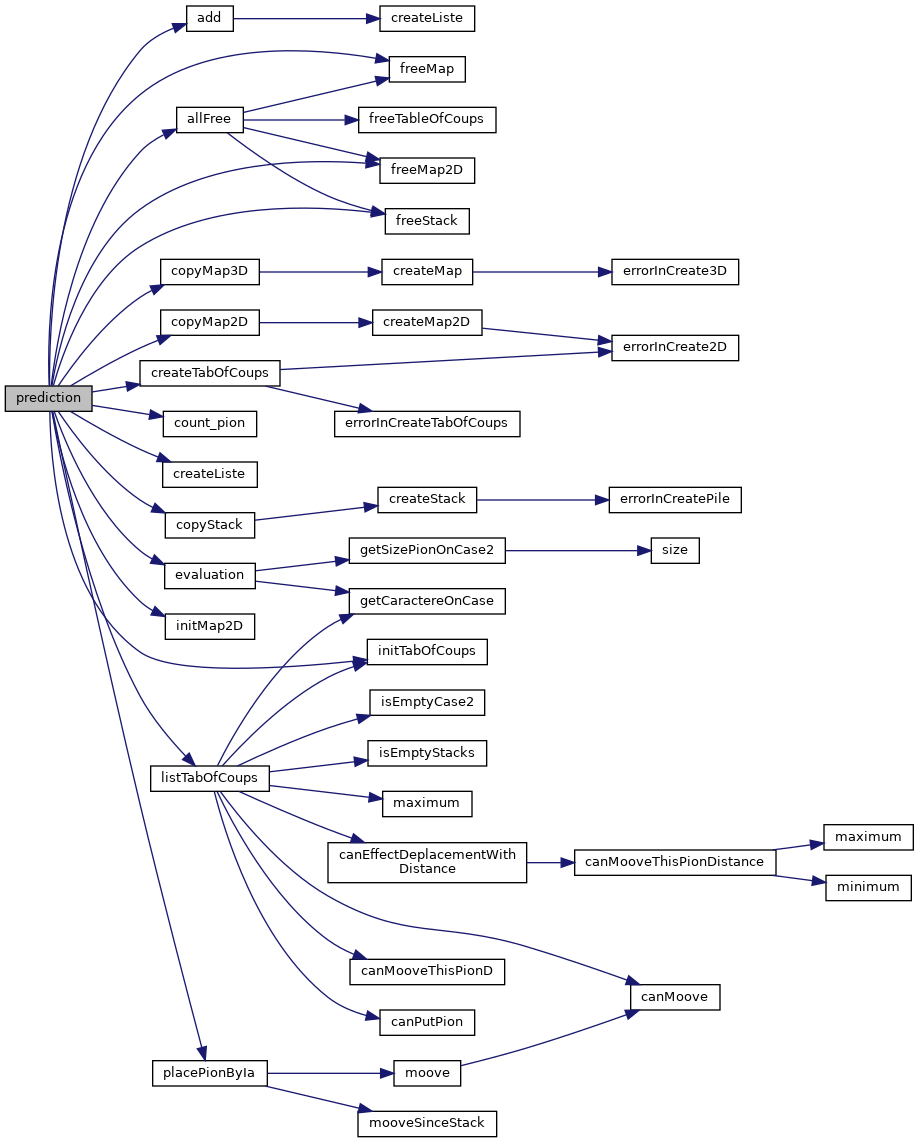 add
createListe
freeMap
allFree
freeTableOfCoups
freeMap2D
freeStack
copyMap3D
createMap
errorInCreate3D
copyMap2D
createMap2D
errorInCreate2D
createTabOfCoups
prediction
count_pion
errorInCreateTabOfCoups
createListe
copyStack
createStack
errorInCreatePile
evaluation
getSizePionOnCase2
size
getCaractereOnCase
initMap2D
initTabOfCoups
isEmptyCase2
isEmptyStacks
listTabOfCoups
maximum
canEffectDeplacementWith
Distance
canMooveThisPionDistance
maximum
minimum
canMooveThisPionD
canMoove
canPutPion
placePionByIa
moove
mooveSinceStack